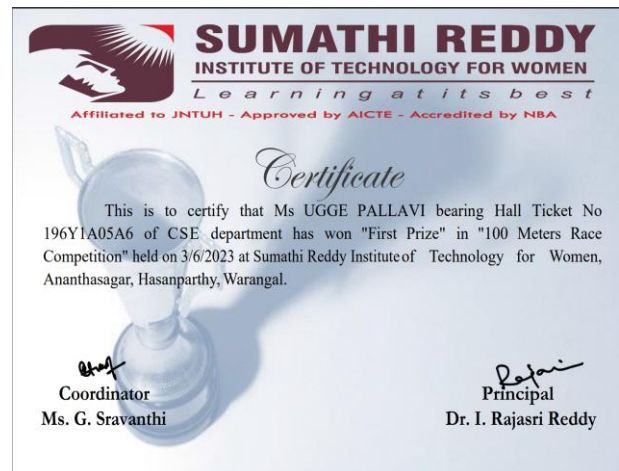 SUMATHI REDDY
INSTITUTE OF TECHNOLOGY FOR WOMEN
Learning at its best
Affiliated to JNTUH - Approved by AICTE - Accredited by NBA
Certificate
This is to certify that Ms UGGE PALLAVI bearing Hall Ticket No
196Y1A05A6 of CSE department has won "First Prize" in "100 Meters Race
Competition" held on 3/6/2023 at Sumathi Reddy Institute of Technology for Women,
Ananthasagar, Hasanparthy, Warangal.
Coordinator
Ms. G. Sravanthi
Rajasri
Principal
Dr. I. Rajasri Reddy